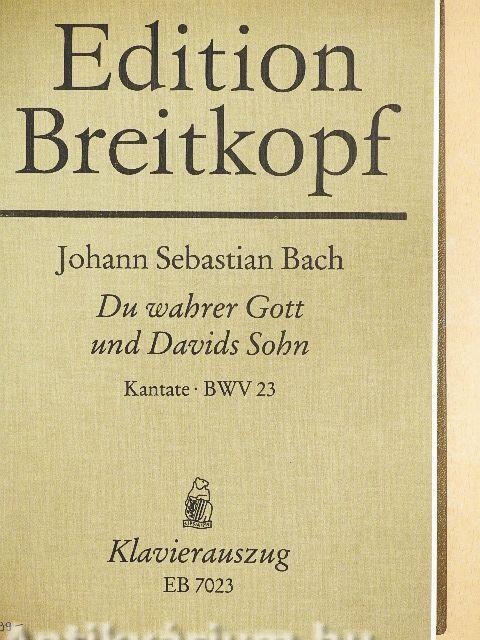 Edition
Breitkopf
Johann Sebastian Bach
Du wahrer Gott
und Davids Sohn
Kantate · BWV 23
Klavierauszug
EB 7023